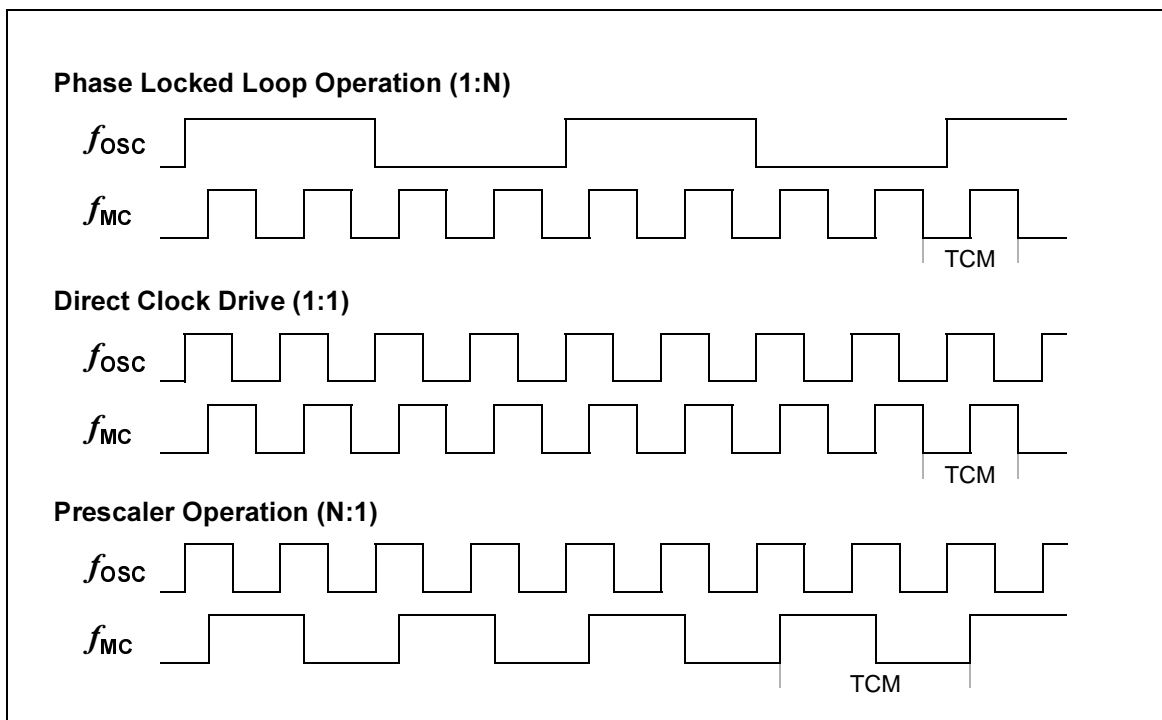 Phase Locked Loop Operation (1:N)
fOSC
fMC
TCM
Direct Clock Drive (1:1)
fOSC
fMC
TCM
Prescaler Operation (N:1)
fOSC
fMC
TCM